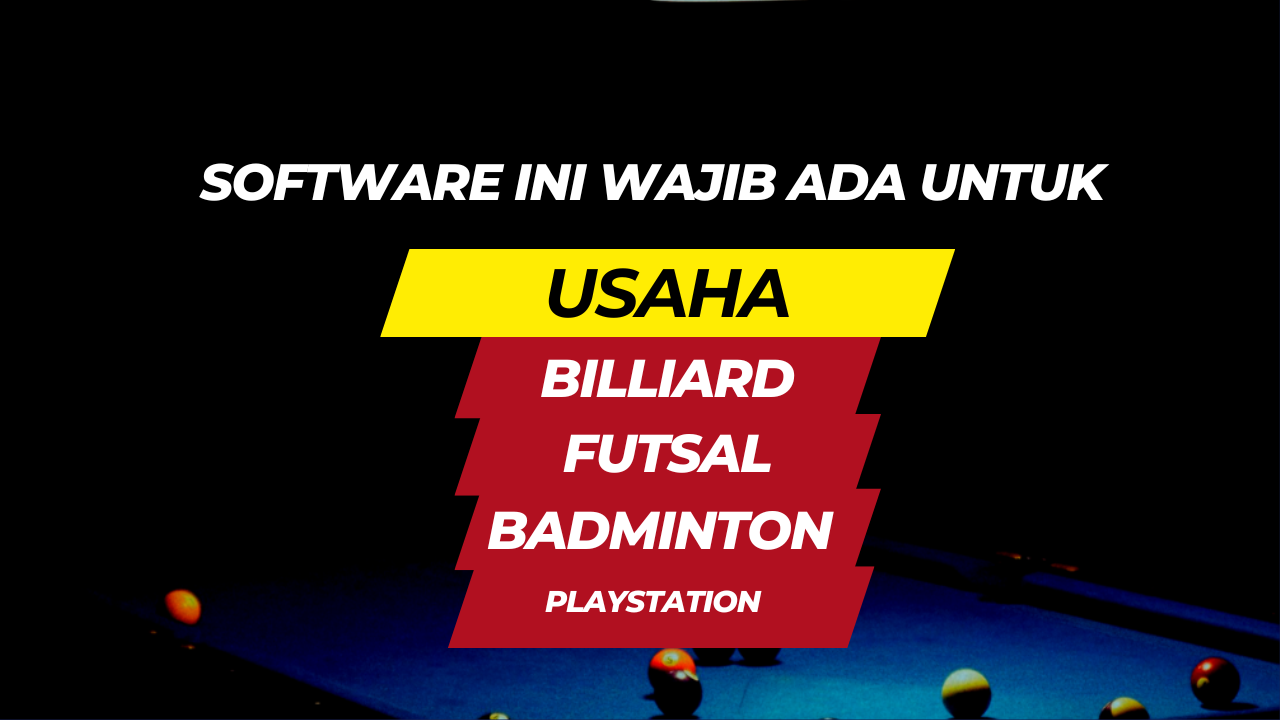 SOFTWARE INI WAJIB ADA UNTUK
USAHA
BILLIARD
FUTSAL
BADMINTON
PLAYSTATION